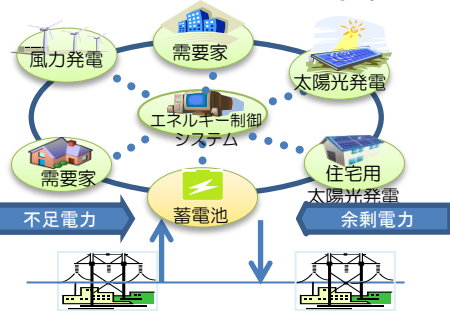 需要家
風力発電
太陽光発電
エネルギー制御
システム
需要家
住宅用
太陽光発電
蓄電池
不足電力
余剰電力